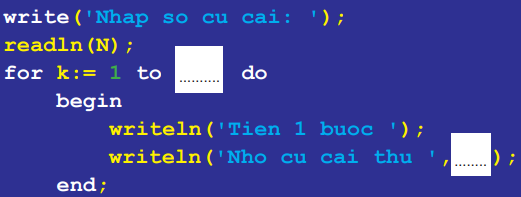 write('Nhap so cu cai: ');
readln(N);
for k:= 1 to .......... do
begin
writeln('Tien 1 buoc ');
writeln('Nho cu cai thu ',........);
end;